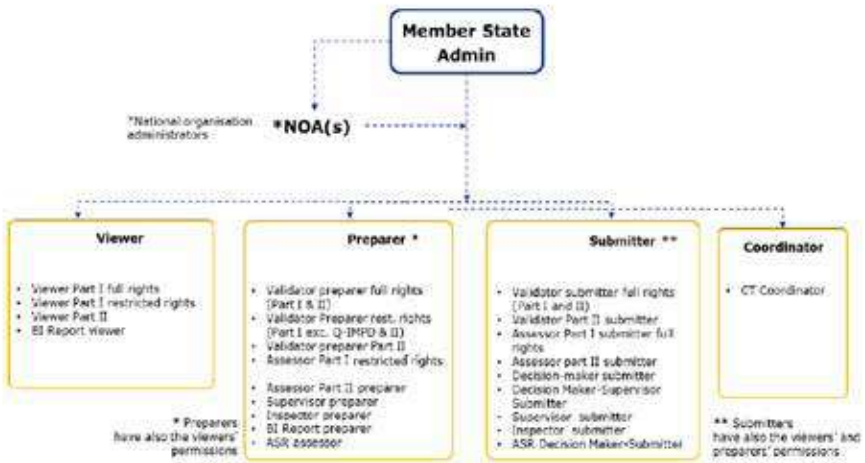 Member State
Admin
*National organisation
administrators
*NOA(s)
Viewer
• Viewer Part I full rights
• Viewer Part I restricted rights
• Viewer Part II
• BI Report viewer
* Preparers
have also the viewers'
permissions
Preparer *
• Validator preparer full rights
(Part I & II)
• Validator Preparer rest. rights
(Part I exc. Q-IMPD & II)
• Validator preparer Part II
• Assessor Part I restricted rights
• Assessor Part II preparer
• Supervisor preparer
• Inspector preparer
• BI Report preparer
• ASR assessor
Submitter **
• Validator submitter full rights
(Part I and II)
• Validator Part II submitter
• Assessor Part I submitter full
rights
• Assessor part II submitter
• Decision-maker submitter
• Decision Maker-Supervisor
Submitter
• Supervisor submitter
• Inspector submitter
• ASR Decision Maker-Submitter
Coordinator
• CT Coordinator
** Submitters
have also the viewers' and
preparers' permissions